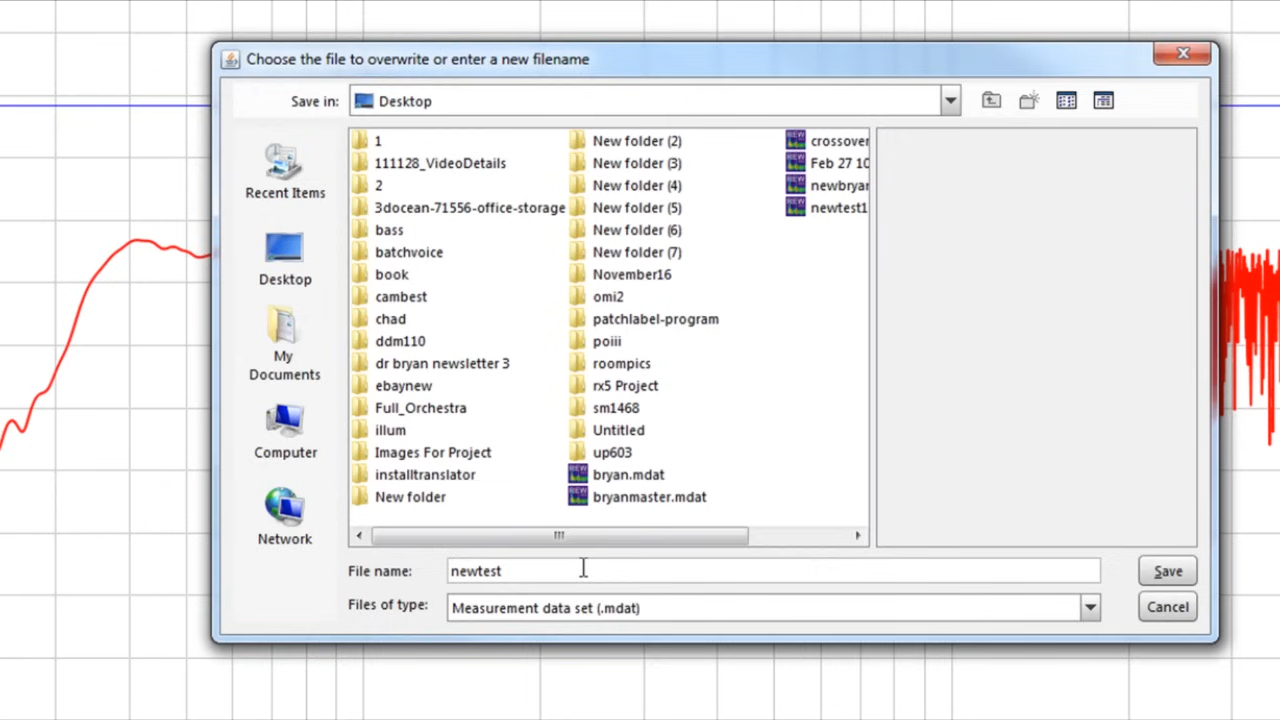 Choose the file to overwrite or enter a new filename
Save in:
Desktop
Recent Items
Desktop
My
Documents
Computer
Network
1
111128_VideoDetails
2
3docean-71556-office-storage
bass
batchvoice
book
cambest
chad
ddm110
dr bryan newsletter 3
ebaynew
Full_Orchestra
illum
Images For Project
installtranslator
New folder
New folder (2)
New folder (3)
New folder (4)
New folder (5)
New folder (6)
New folder (7)
November16
omi2
patchlabel-program
poiii
roompics
rx5 Project
sm1468
Untitled
up603
bryan.mdat
bryanmaster.mdat
crossover
Feb 27 10
newbryan
newtest1
File name:
newtest
Save
Files of type:
Measurement data set (.mdat)
Cancel